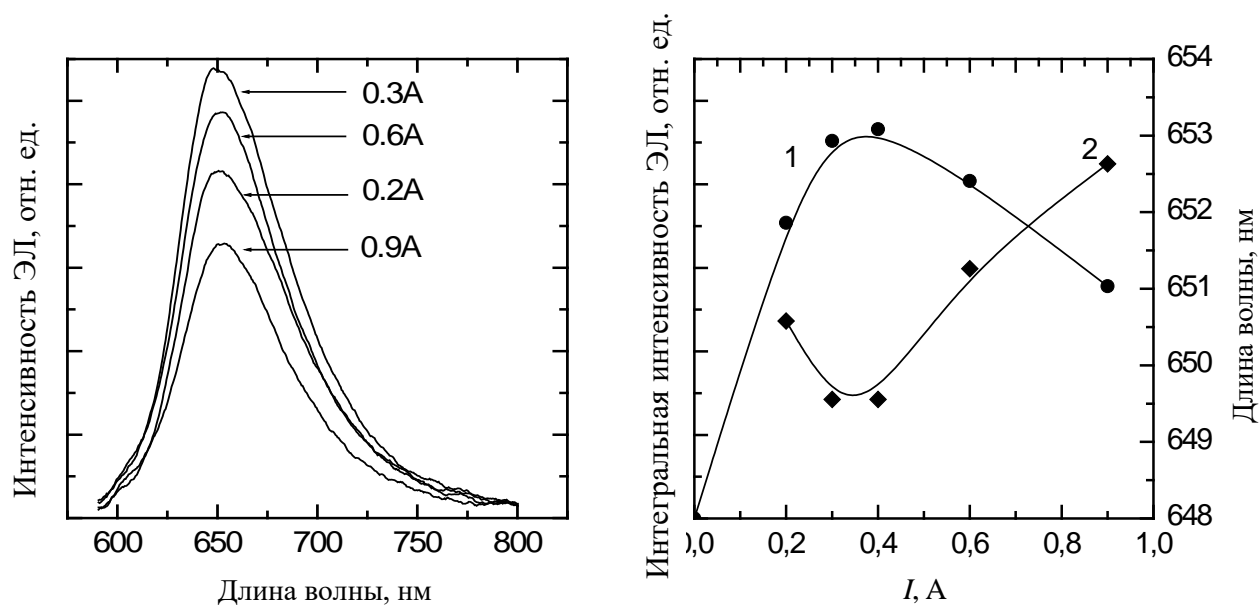 Интенсивность ЭЛ, отн. ед.
0.3A
0.6A
0.2A
0.9A
600 650 700 750 800
Длина волны, нм
Интегральная интенсивность ЭЛ, отн. ед.
1
2
654
653
652
651
650
649
648
Длина волны, нм
0,0 0,2 0,4 0,6 0,8 1,0
I, А